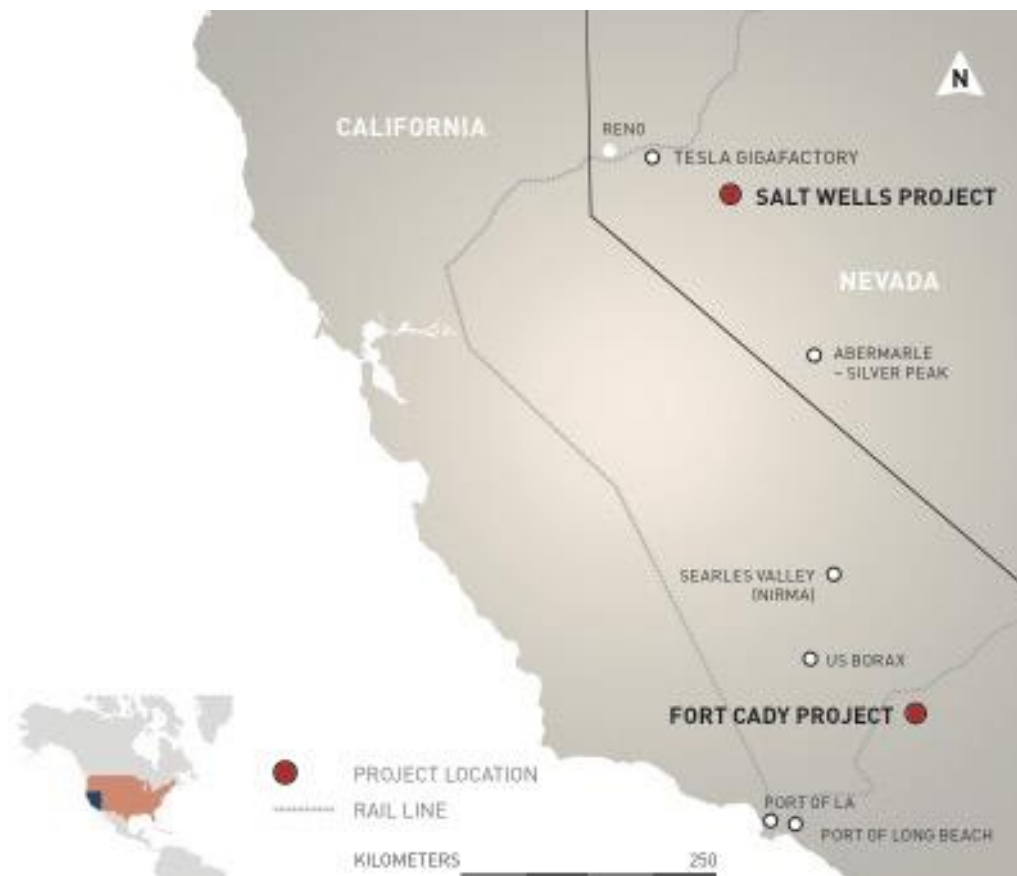 N
CALIFORNIA
RENO
TESLA GIGAFACTORY
SALT WELLS PROJECT
NEVADA
ABERMARLE
– SILVER PEAK
SEARLES VALLEY
(NIRMA)
US BORAX
FORT CADY PROJECT
PROJECT LOCATION
RAIL LINE
PORT OF LA
PORT OF LONG BEACH
KILOMETERS 250